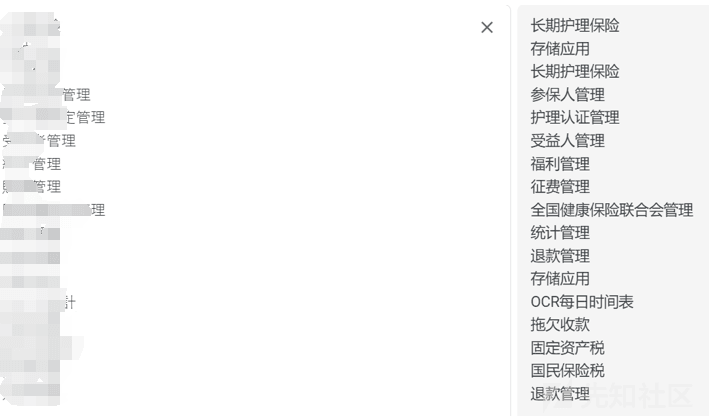 管理
定管理
管理
管理
管理
理
計
长期护理保险
存储应用
长期护理保险
参保人管理
护理认证管理
受益人管理
福利管理
征费管理
全国健康保险联合会管理
统计管理
退款管理
存储应用
OCR每日时间表
拖欠收款
固定资产税
国民保险税
退款管理
先知社区